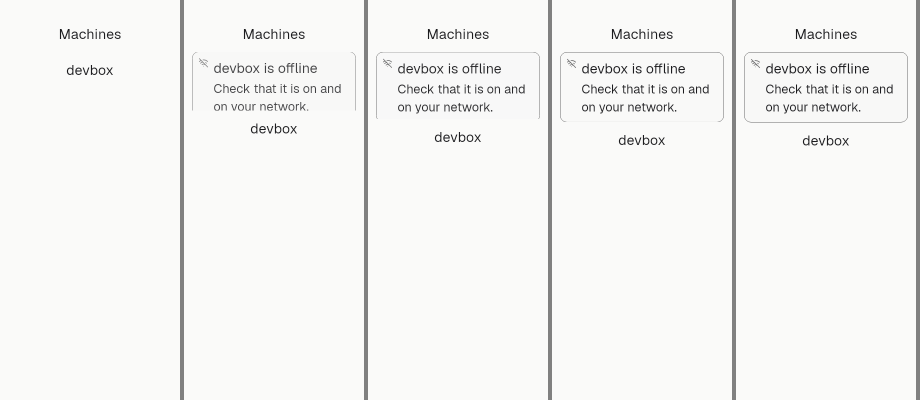 Machines
devbox
Machines
devbox is offline
Check that it is on and
on your network.
devbox
Machines
devbox is offline
Check that it is on and
on your network.
devbox
Machines
devbox is offline
Check that it is on and
on your network.
devbox
Machines
devbox is offline
Check that it is on and
on your network.
devbox